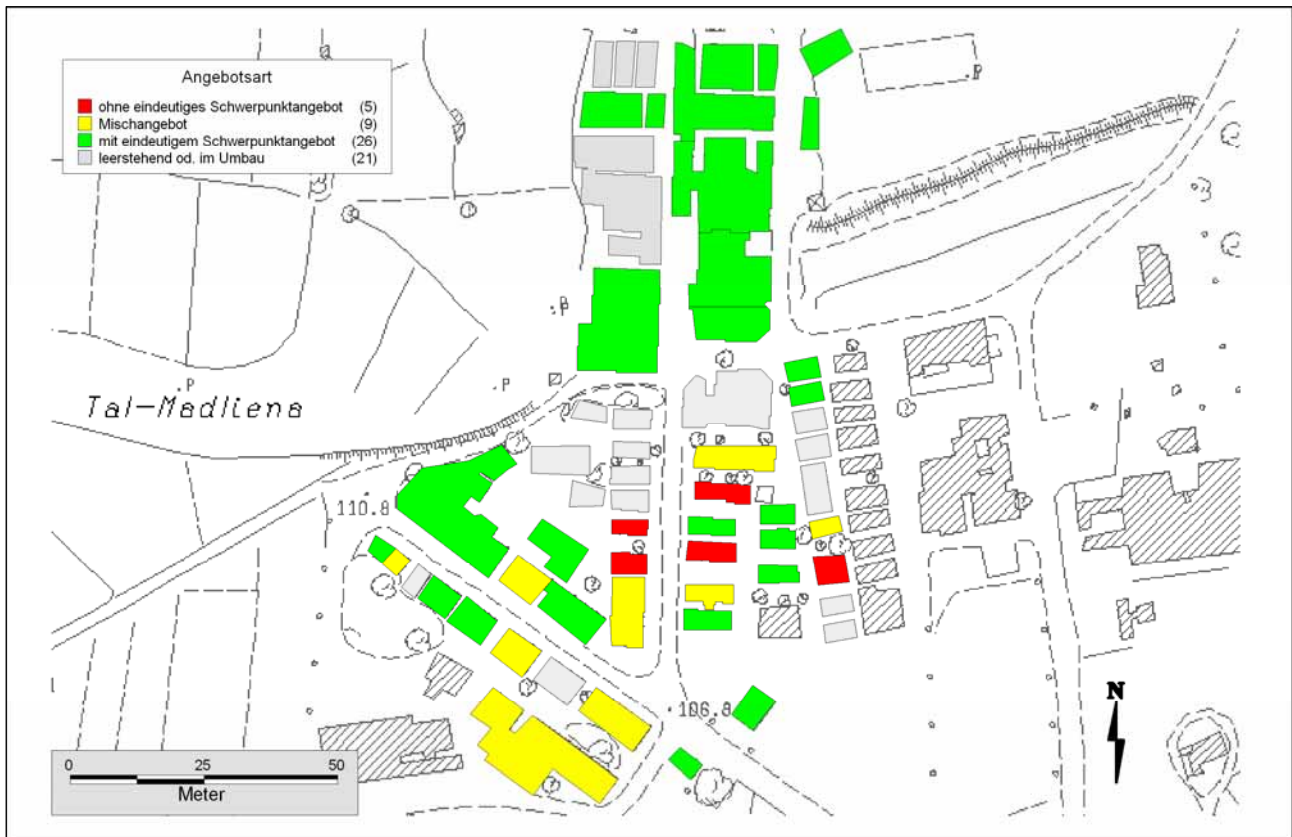 Angebotsart
ohne eindeutiges Schwerpunktangebot (5)
Mischangebot (9)
mit eindeutigem Schwerpunktangebot (26)
leerstehend od. im Umbau (21)
P
P
P
P
Tal-Madliena
110.8
106.8
N
0 25 50
Meter